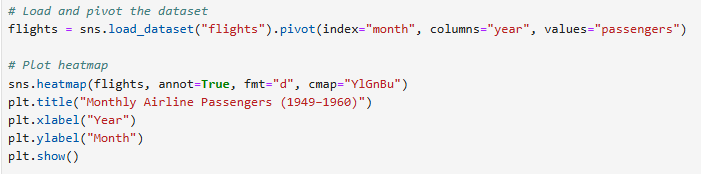 # Load and pivot the dataset
flights = sns.load_dataset("flights").pivot(index="month", columns="year", values="passengers")
# Plot heatmap
sns.heatmap(flights, annot=True, fmt="d", cmap="YlGnBu")
plt.title("Monthly Airline Passengers (1949–1960)")
plt.xlabel("Year")
plt.ylabel("Month")
plt.show()